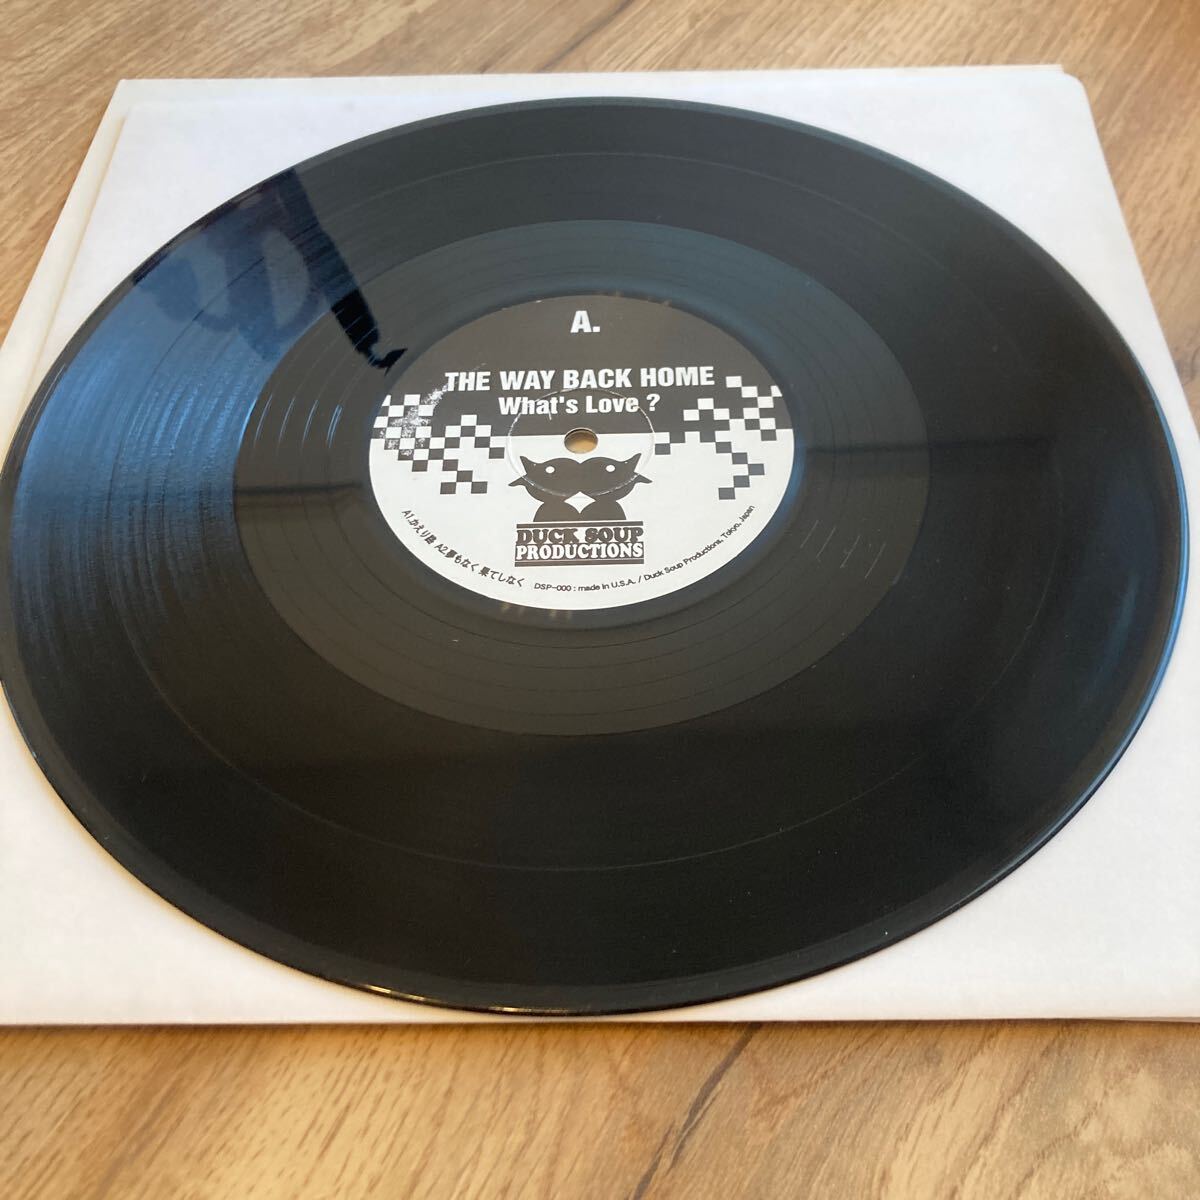 A.
THE WAY BACK HOME
What's Love ?
DUCK SOUP
PRODUCTIONS
A1.かえり路 A2.夢もなく 果てしなく
DSP-000 : made in U.S.A. / Duck Soup Productions, Tokyo, Japan